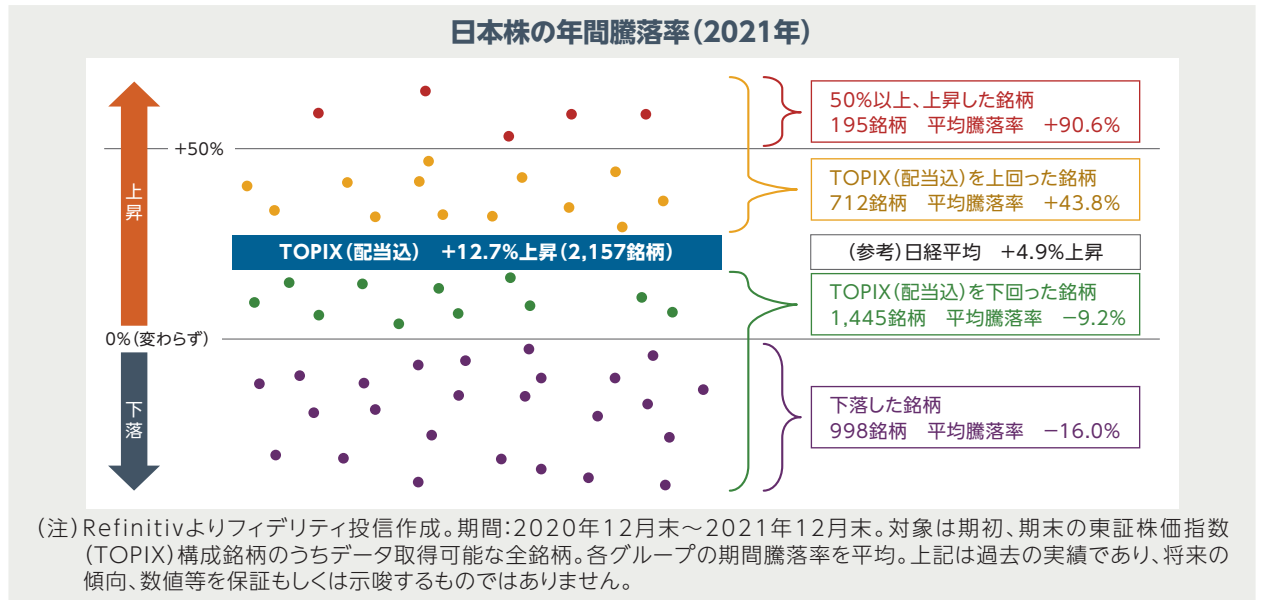 日本株の年間騰落率（2021年）
50%以上、上昇した銘柄
195銘柄　平均騰落率　+90.6%
+50%
上昇
TOPIX（配当込）を上回った銘柄
712銘柄　平均騰落率　+43.8%
TOPIX（配当込）　+12.7%上昇（2,157銘柄）
（参考）日経平均　+4.9%上昇
TOPIX（配当込）を下回った銘柄
1,445銘柄　平均騰落率　−9.2%
0%（変わらず）
下落
下落した銘柄
998銘柄　平均騰落率　−16.0%
（注）Refinitivよりフィデリティ投信作成。期間：2020年12月末～2021年12月末。対象は期初、期末の東証株価指数
（TOPIX）構成銘柄のうちデータ取得可能な全銘柄。各グループの期間騰落率を平均。上記は過去の実績であり、将来の
傾向、数値等を保証もしくは示唆するものではありません。